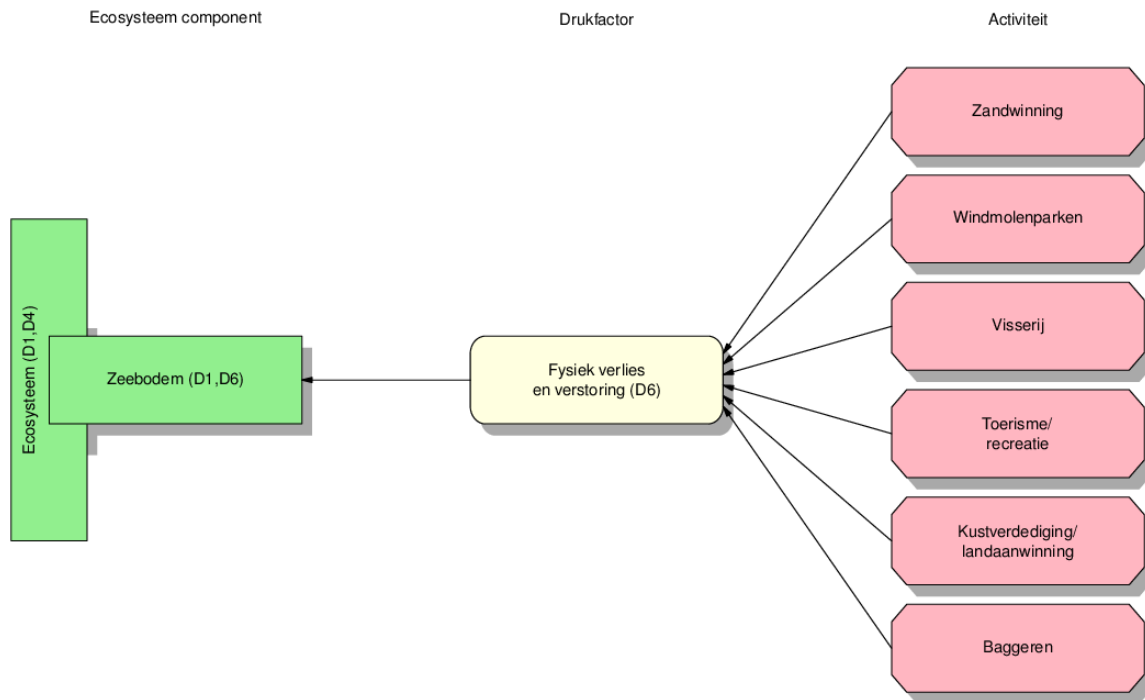 Ecosysteem component
Drukfactor
Activiteit
Zandwinning
Windmolenparken
Visserij
Ecosysteem (D1,D4)
Zeebodem (D1,D6)
Fysiek verlies
en verstoring (D6)
Toerisme/
recreatie
Kustverdediging/
landaanwinning
Baggeren